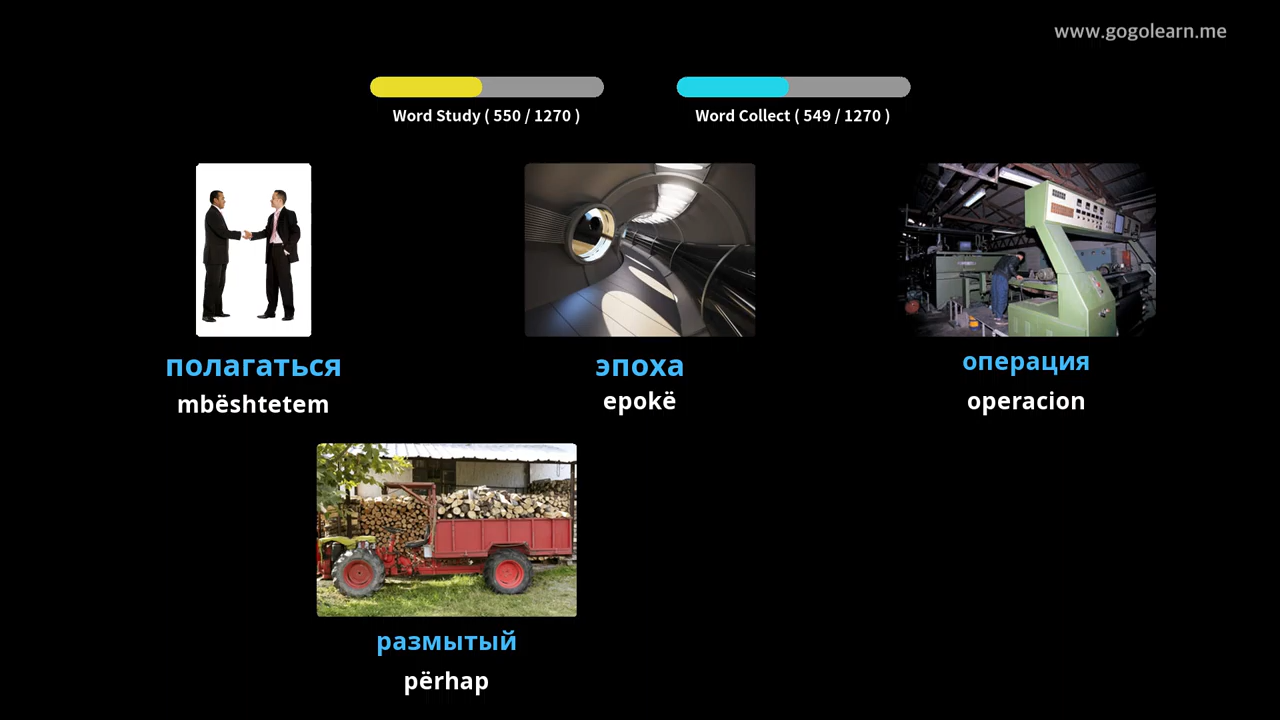 www.gogolearn.me
Word Study ( 550 / 1270 )
Word Collect ( 549 / 1270 )
полагаться
mbështetem
эпоха
epokë
операция
operacion
размытый
përhap